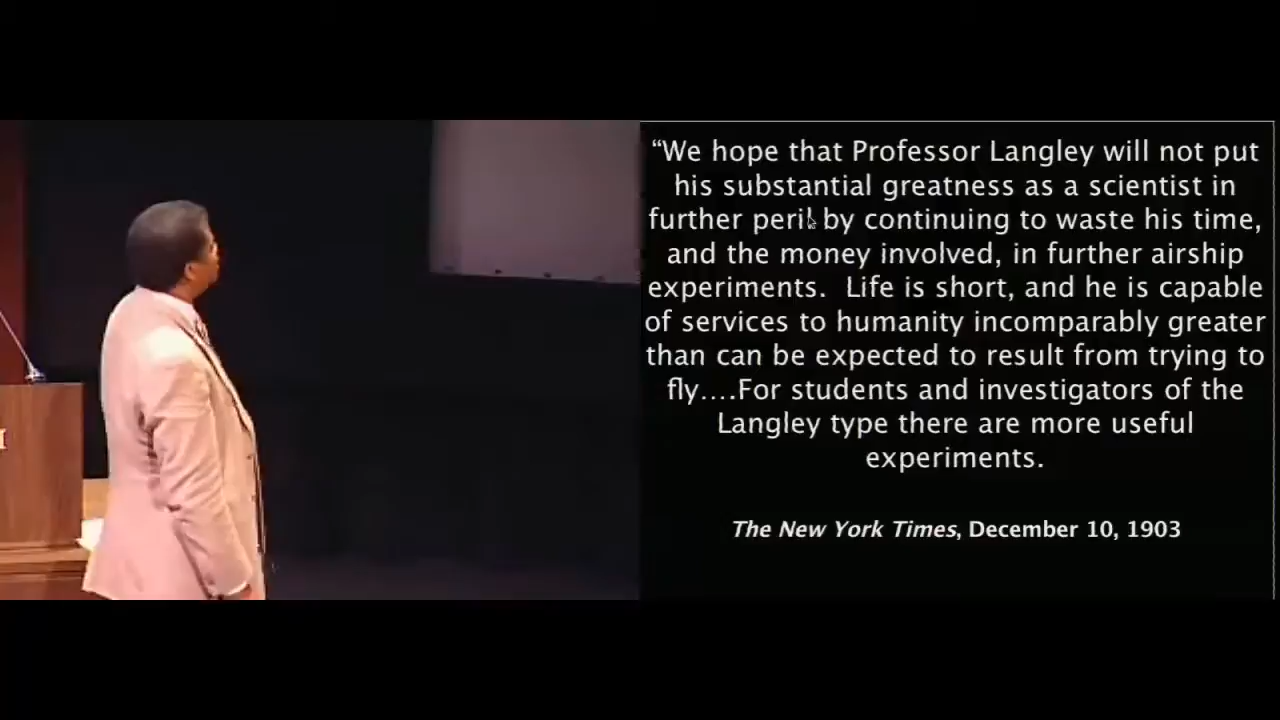 “We hope that Professor Langley will not put
his substantial greatness as a scientist in
further peril by continuing to waste his time,
and the money involved, in further airship
experiments.  Life is short, and he is capable
of services to humanity incomparably greater
than can be expected to result from trying to
fly....For students and investigators of the
Langley type there are more useful
experiments.
The New York Times, December 10, 1903